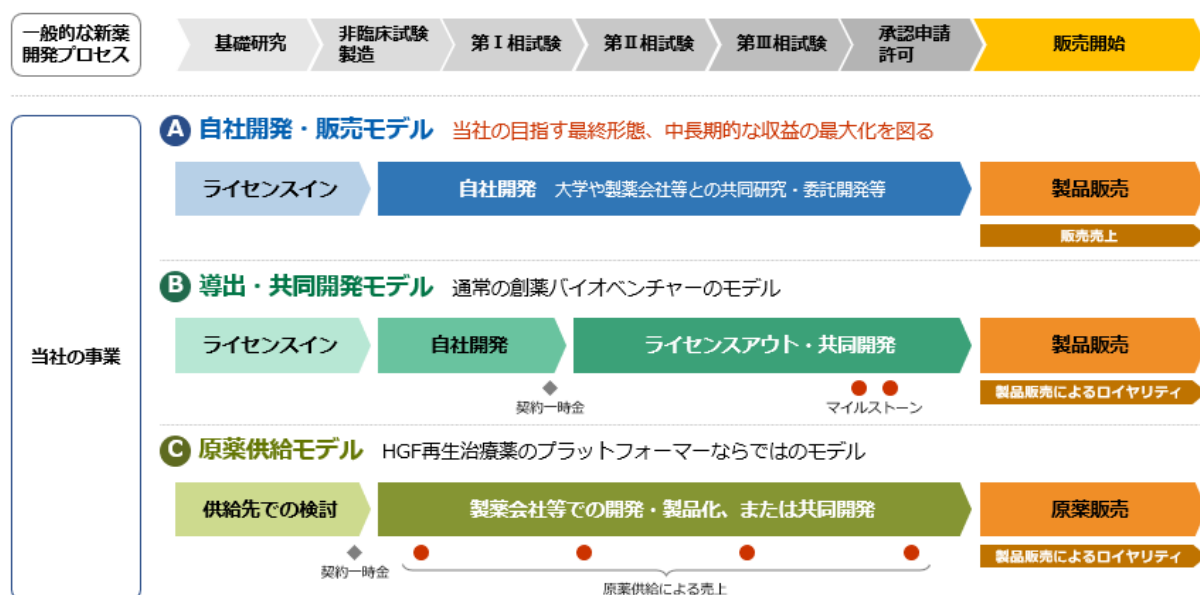 一般的な新薬
開発プロセス
基礎研究
非臨床試験
製造
第Ⅰ相試験
第Ⅱ相試験
第Ⅲ相試験
承認申請
許可
販売開始
当社の事業
A 自社開発・販売モデル 当社の目指す最終形態、中長期的な収益の最大化を図る
ライセンスイン
自社開発 大学や製薬会社等との共同研究・委託開発等
製品販売
販売売上
B 導出・共同開発モデル 通常の創薬バイオベンチャーのモデル
ライセンスイン
自社開発
ライセンスアウト・共同開発
製品販売
契約一時金
マイルストーン
製品販売によるロイヤリティ
C 原薬供給モデル HGF再生治療薬のプラットフォーマーならではのモデル
供給先での検討
製薬会社等での開発・製品化、または共同開発
原薬販売
契約一時金
原薬供給による売上
製品販売によるロイヤリティ